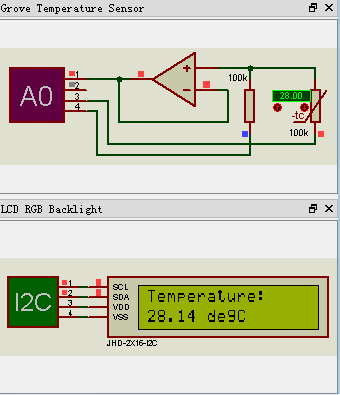 Grove Temperature Sensor
A0
1
2
3
4
100k
28.00
-tc
100k
LCD RGB Backlight
I2C
1
2
3
4
SCL
SDA
VDD
VSS
Temperature:
28.14 degC
JHD-2X16-I2C